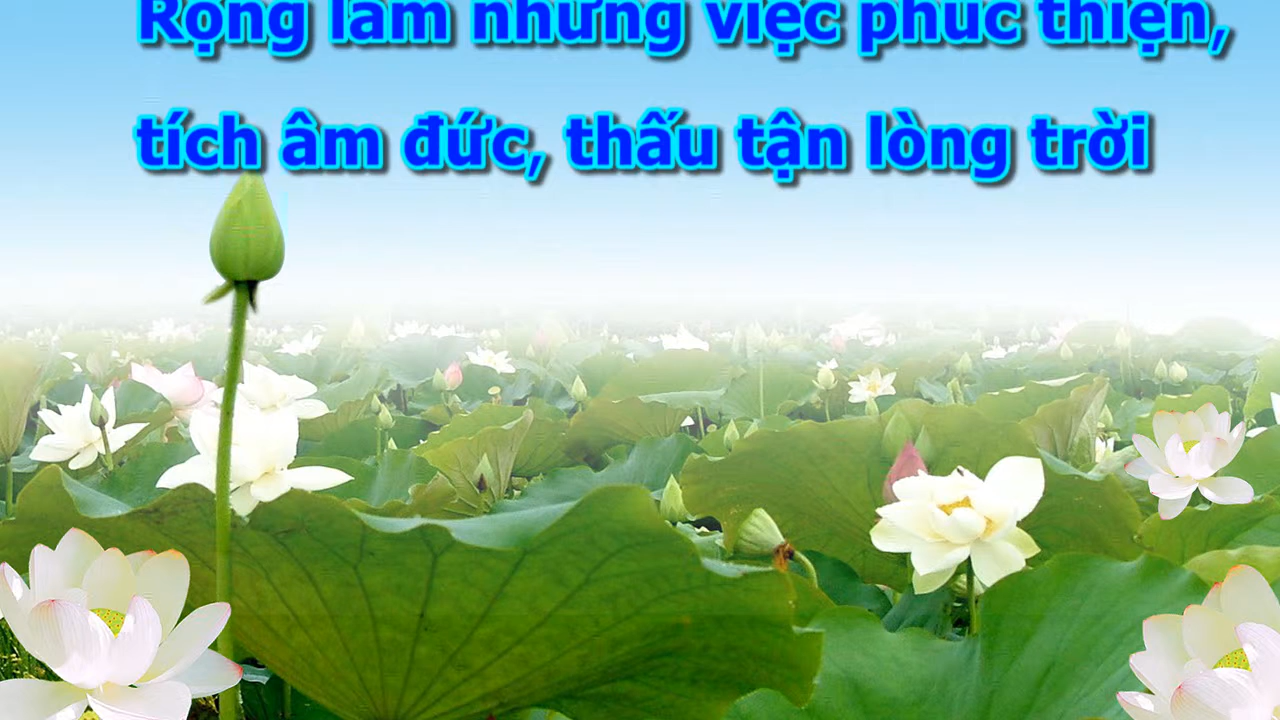 Rộng làm những việc phúc thiện,
tích âm đức, thấu tận lòng trời